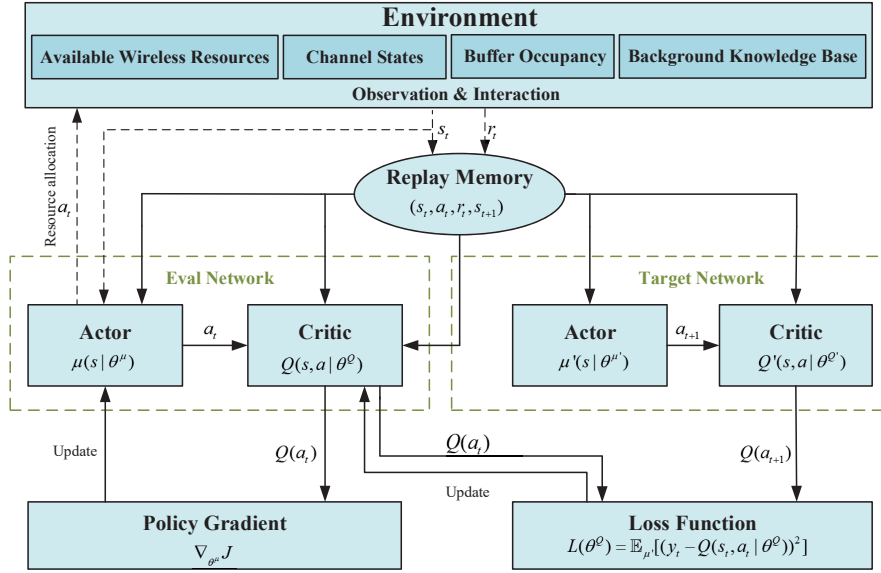 Environment
Available Wireless Resources
Channel States
Buffer Occupancy
Background Knowledge Base
Observation & Interaction
Resource allocation
a_t
s_t
r_t
Replay Memory
(s_t, a_t, r_t, s_{t+1})
Eval Network
Target Network
Actor
μ(s | θ^μ)
a_t
Critic
Q(s, a | θ^Q)
Actor
μ'(s | θ^{μ'})
a_{t+1}
Critic
Q'(s, a | θ^{Q'})
Update
Q(a_t)
Q(a_t)
Update
Q(a_{t+1})
Policy Gradient
∇_{θ^μ} J
Loss Function
L(θ^Q) = 𝔼_{μ'}[(y_t − Q(s_t, a_t | θ^Q))^2]